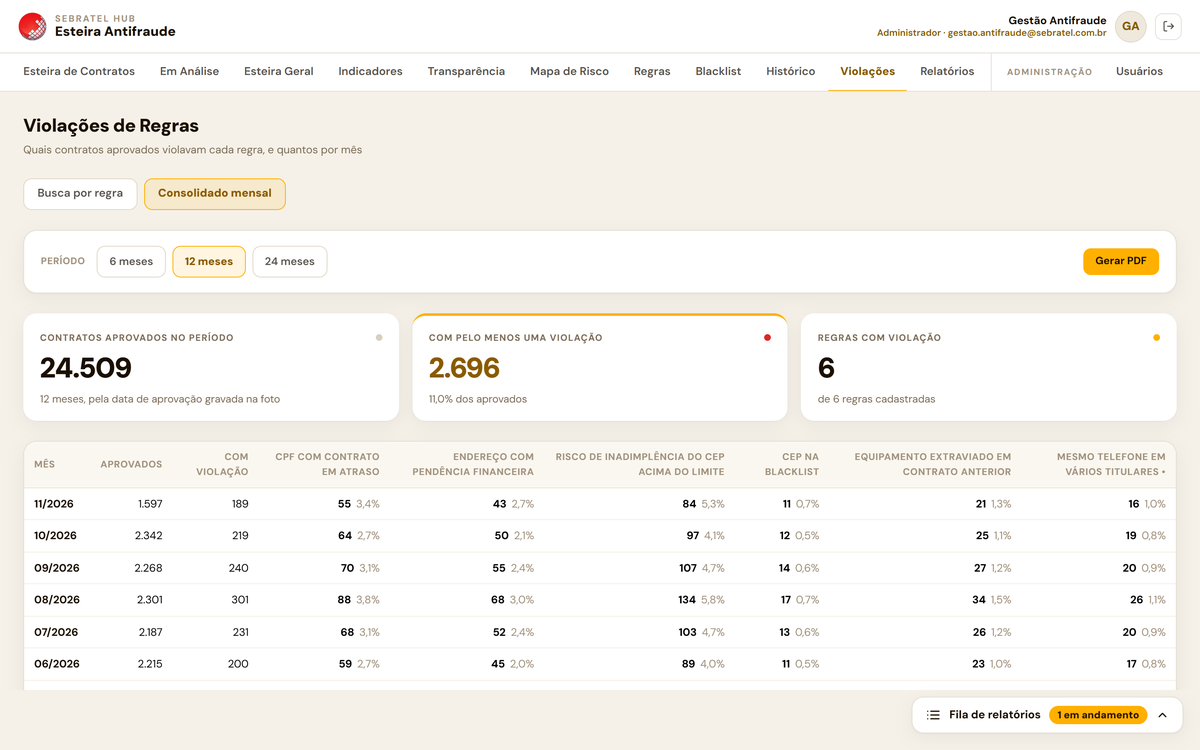 SEBRATEL HUB
Esteira Antifraude
Gestão Antifraude
Administrador · gestao.antifraude@sebratel.com.br
GA
Esteira de Contratos Em Análise Esteira Geral Indicadores Transparência Mapa de Risco Regras Blacklist Histórico Violações Relatórios ADMINISTRAÇÃO Usuários
Violações de Regras
Quais contratos aprovados violavam cada regra, e quantos por mês
Busca por regra Consolidado mensal
PERÍODO 6 meses 12 meses 24 meses Gerar PDF
CONTRATOS APROVADOS NO PERÍODO
24.509
12 meses, pela data de aprovação gravada na foto
COM PELO MENOS UMA VIOLAÇÃO
2.696
11,0% dos aprovados
REGRAS COM VIOLAÇÃO
6
de 6 regras cadastradas
MÊS APROVADOS COM VIOLAÇÃO CPF COM CONTRATO EM ATRASO ENDEREÇO COM PENDÊNCIA FINANCEIRA RISCO DE INADIMPLÊNCIA DO CEP ACIMA DO LIMITE CEP NA BLACKLIST EQUIPAMENTO EXTRAVIADO EM CONTRATO ANTERIOR MESMO TELEFONE EM VÁRIOS TITULARES •
11/2026 1.597 189 55 3,4% 43 2,7% 84 5,3% 11 0,7% 21 1,3% 16 1,0%
10/2026 2.342 219 64 2,7% 50 2,1% 97 4,1% 12 0,5% 25 1,1% 19 0,8%
09/2026 2.268 240 70 3,1% 55 2,4% 107 4,7% 14 0,6% 27 1,2% 20 0,9%
08/2026 2.301 301 88 3,8% 68 3,0% 134 5,8% 17 0,7% 34 1,5% 26 1,1%
07/2026 2.187 231 68 3,1% 52 2,4% 103 4,7% 13 0,6% 26 1,2% 20 0,9%
06/2026 2.215 200 59 2,7% 45 2,0% 89 4,0% 11 0,5% 23 1,0% 17 0,8%
Fila de relatórios 1 em andamento